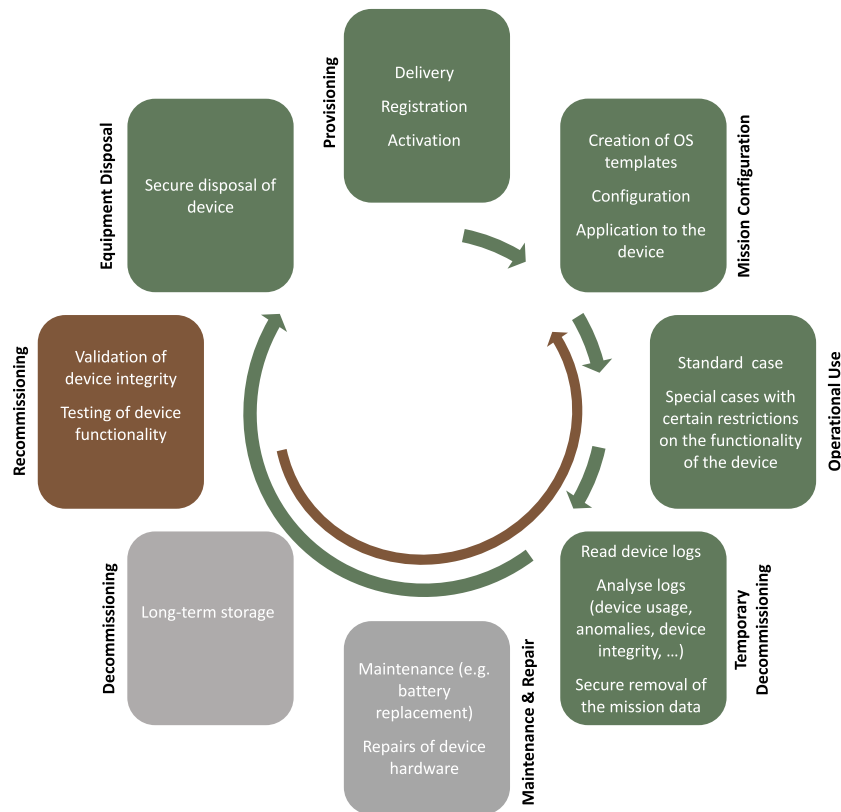 Provisioning
Delivery
Registration
Activation
Mission Configuration
Creation of OS
templates
Configuration
Application to the
device
Operational Use
Standard case
Special cases with
certain restrictions
on the functionality
of the device
Temporary
Decommissioning
Read device logs
Analyse logs
(device usage,
anomalies, device
integrity, ...)
Secure removal of
the mission data
Maintenance & Repair
Maintenance (e.g.
battery
replacement)
Repairs of device
hardware
Decommissioning
Long-term storage
Recommissioning
Validation of
device integrity
Testing of device
functionality
Equipment Disposal
Secure disposal of
device